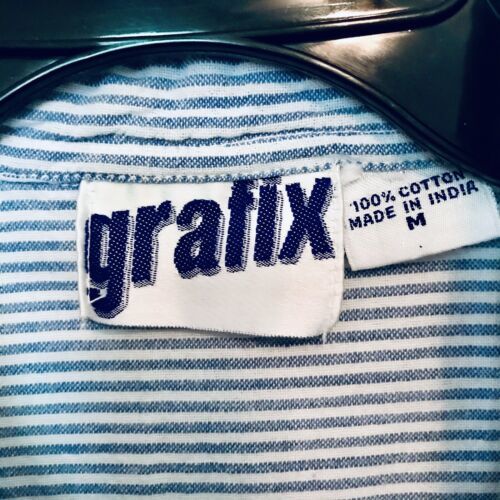 grafix
100% COTTON
MADE IN INDIA
M